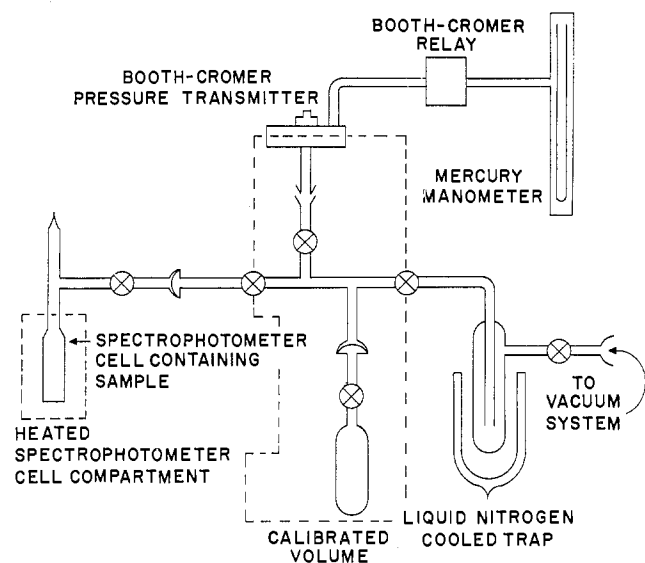 BOOTH-CROMER
RELAY
BOOTH-CROMER
PRESSURE TRANSMITTER
MERCURY
MANOMETER
SPECTROPHOTOMETER
CELL CONTAINING
SAMPLE
TO
VACUUM
SYSTEM
HEATED
SPECTROPHOTOMETER
CELL COMPARTMENT
LIQUID NITROGEN
COOLED TRAP
CALIBRATED
VOLUME